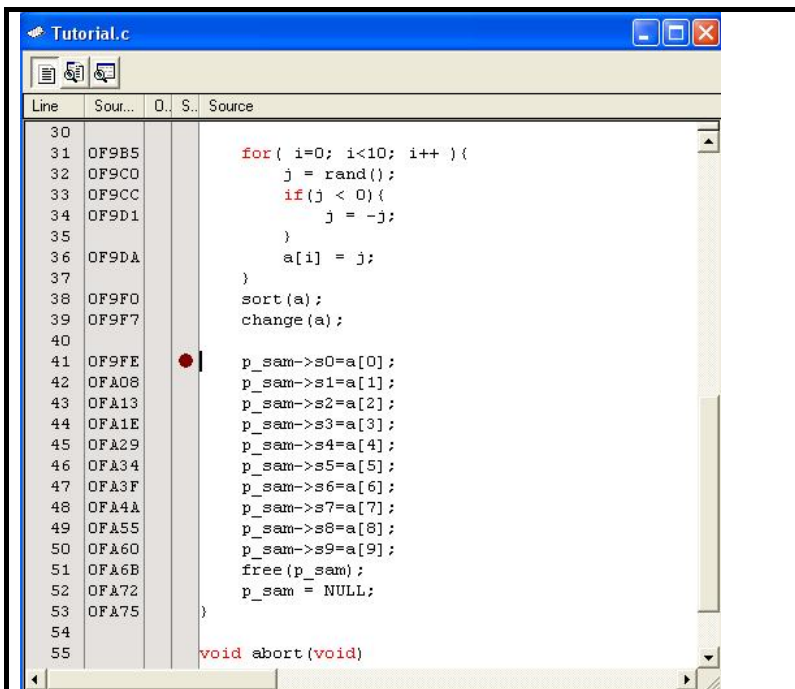 Tutorial.c
Line Sour... O.. S.. Source
30
31 0F9B5 for( i=0; i<10; i++ ){
32 0F9C0 j = rand();
33 0F9CC if(j < 0){
34 0F9D1 j = -j;
35 }
36 0F9DA a[i] = j;
37 }
38 0F9F0 sort(a);
39 0F9F7 change(a);
40
41 0F9FE p_sam->s0=a[0];
42 0FA08 p_sam->s1=a[1];
43 0FA13 p_sam->s2=a[2];
44 0FA1E p_sam->s3=a[3];
45 0FA29 p_sam->s4=a[4];
46 0FA34 p_sam->s5=a[5];
47 0FA3F p_sam->s6=a[6];
48 0FA4A p_sam->s7=a[7];
49 0FA55 p_sam->s8=a[8];
50 0FA60 p_sam->s9=a[9];
51 0FA6B free(p_sam);
52 0FA72 p_sam = NULL;
53 0FA75 }
54
55 void abort(void)